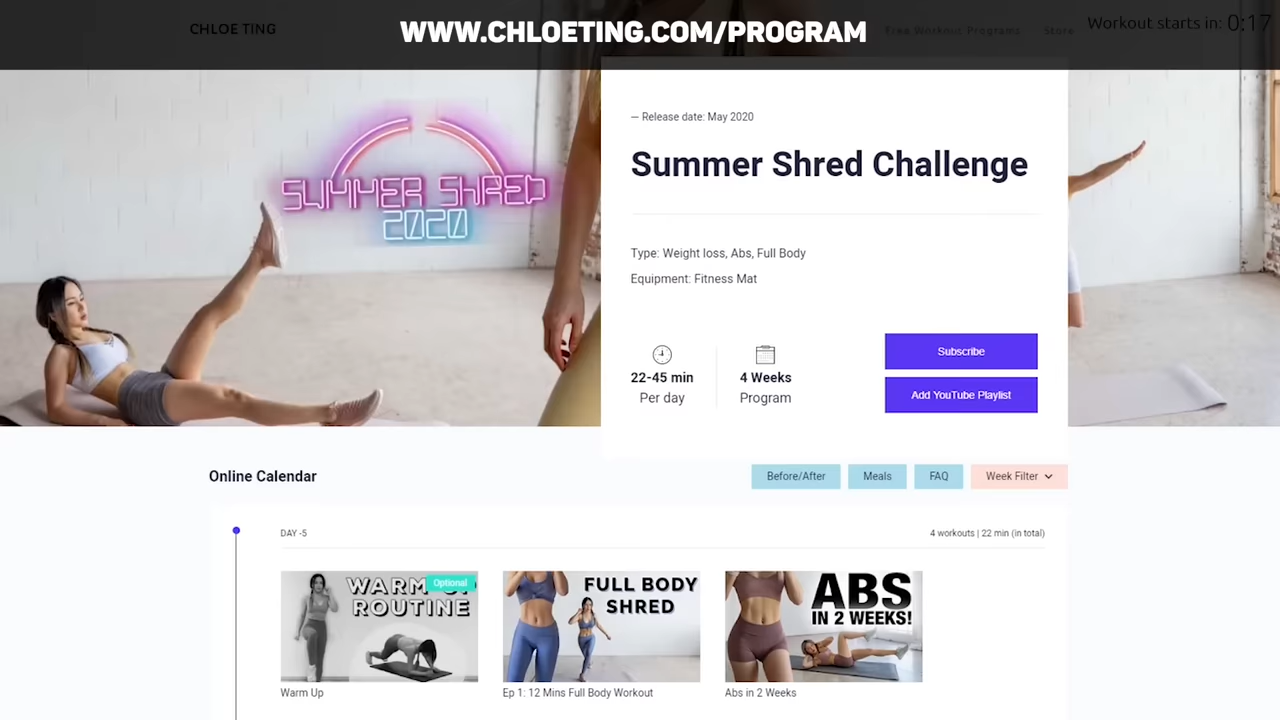 WWW.CHLOETING.COM/PROGRAM
CHLOE TING
Free Workout Programs
Store
Workout starts in: 0:17
SUMMER SHRED
2020
— Release date: May 2020
Summer Shred Challenge
Type: Weight loss, Abs, Full Body
Equipment: Fitness Mat
22-45 min
Per day
4 Weeks
Program
Subscribe
Add YouTube Playlist
Online Calendar
Before/After
Meals
FAQ
Week Filter
DAY -5
4 workouts | 22 min (in total)
Optional
ROUTINE
FULL BODY
SHRED
ABS
IN 2 WEEKS!
Warm Up
Ep 1: 12 Mins Full Body Workout
Abs in 2 Weeks